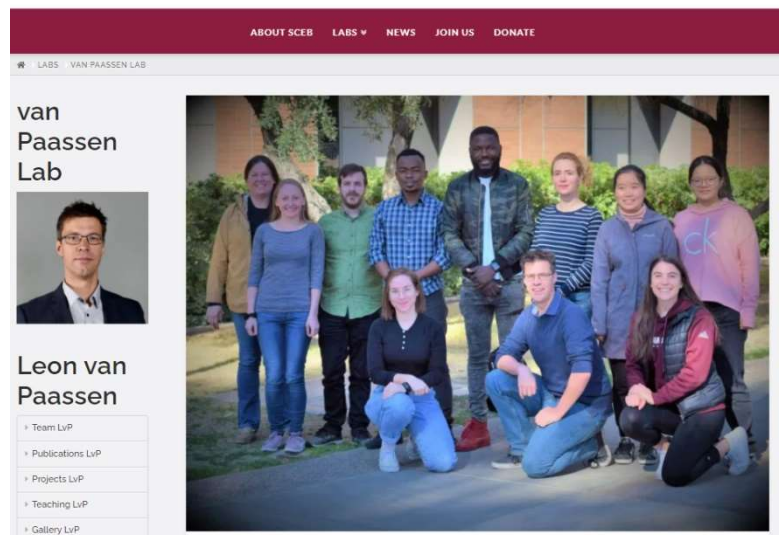 ABOUT SCEB LABS NEWS JOIN US DONATE
LABS VAN PAASSEN LAB
van
Paassen
Lab
Leon van
Paassen
Team LvP
Publications LvP
Projects LvP
Teaching LvP
Gallery LvP
ck